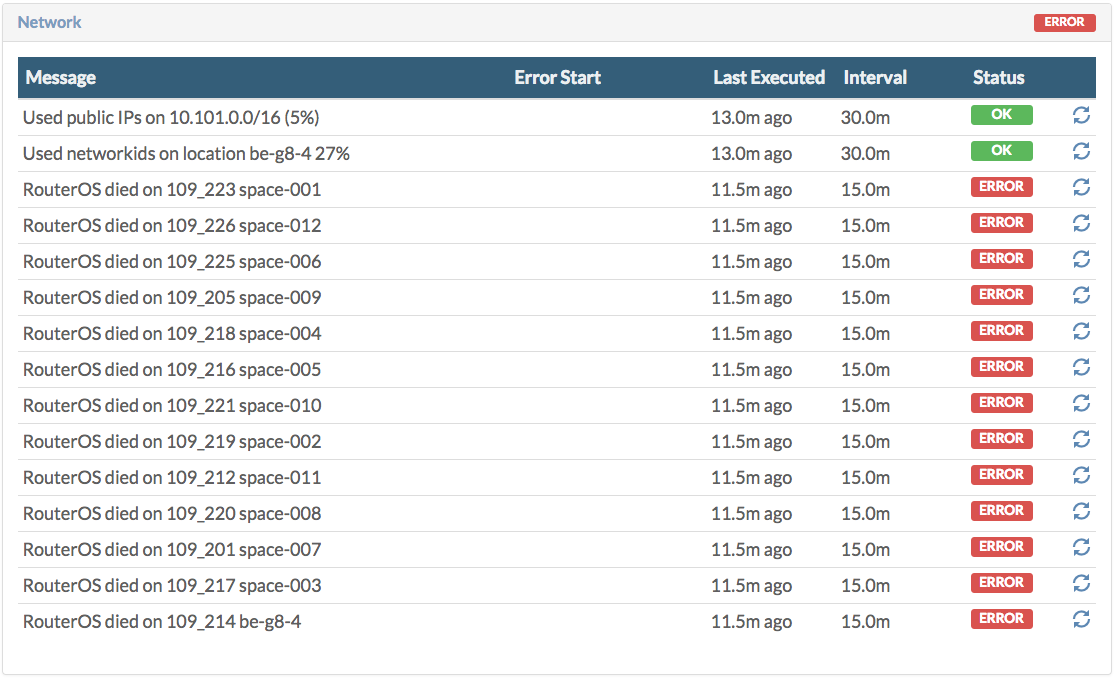 Network ERROR
Message Error Start Last Executed Interval Status
Used public IPs on 10.101.0.0/16 (5%) 13.0m ago 30.0m OK
Used networkids on location be-g8-4 27% 13.0m ago 30.0m OK
RouterOS died on 109_223 space-001 11.5m ago 15.0m ERROR
RouterOS died on 109_226 space-012 11.5m ago 15.0m ERROR
RouterOS died on 109_225 space-006 11.5m ago 15.0m ERROR
RouterOS died on 109_205 space-009 11.5m ago 15.0m ERROR
RouterOS died on 109_218 space-004 11.5m ago 15.0m ERROR
RouterOS died on 109_216 space-005 11.5m ago 15.0m ERROR
RouterOS died on 109_221 space-010 11.5m ago 15.0m ERROR
RouterOS died on 109_219 space-002 11.5m ago 15.0m ERROR
RouterOS died on 109_212 space-011 11.5m ago 15.0m ERROR
RouterOS died on 109_220 space-008 11.5m ago 15.0m ERROR
RouterOS died on 109_201 space-007 11.5m ago 15.0m ERROR
RouterOS died on 109_217 space-003 11.5m ago 15.0m ERROR
RouterOS died on 109_214 be-g8-4 11.5m ago 15.0m ERROR